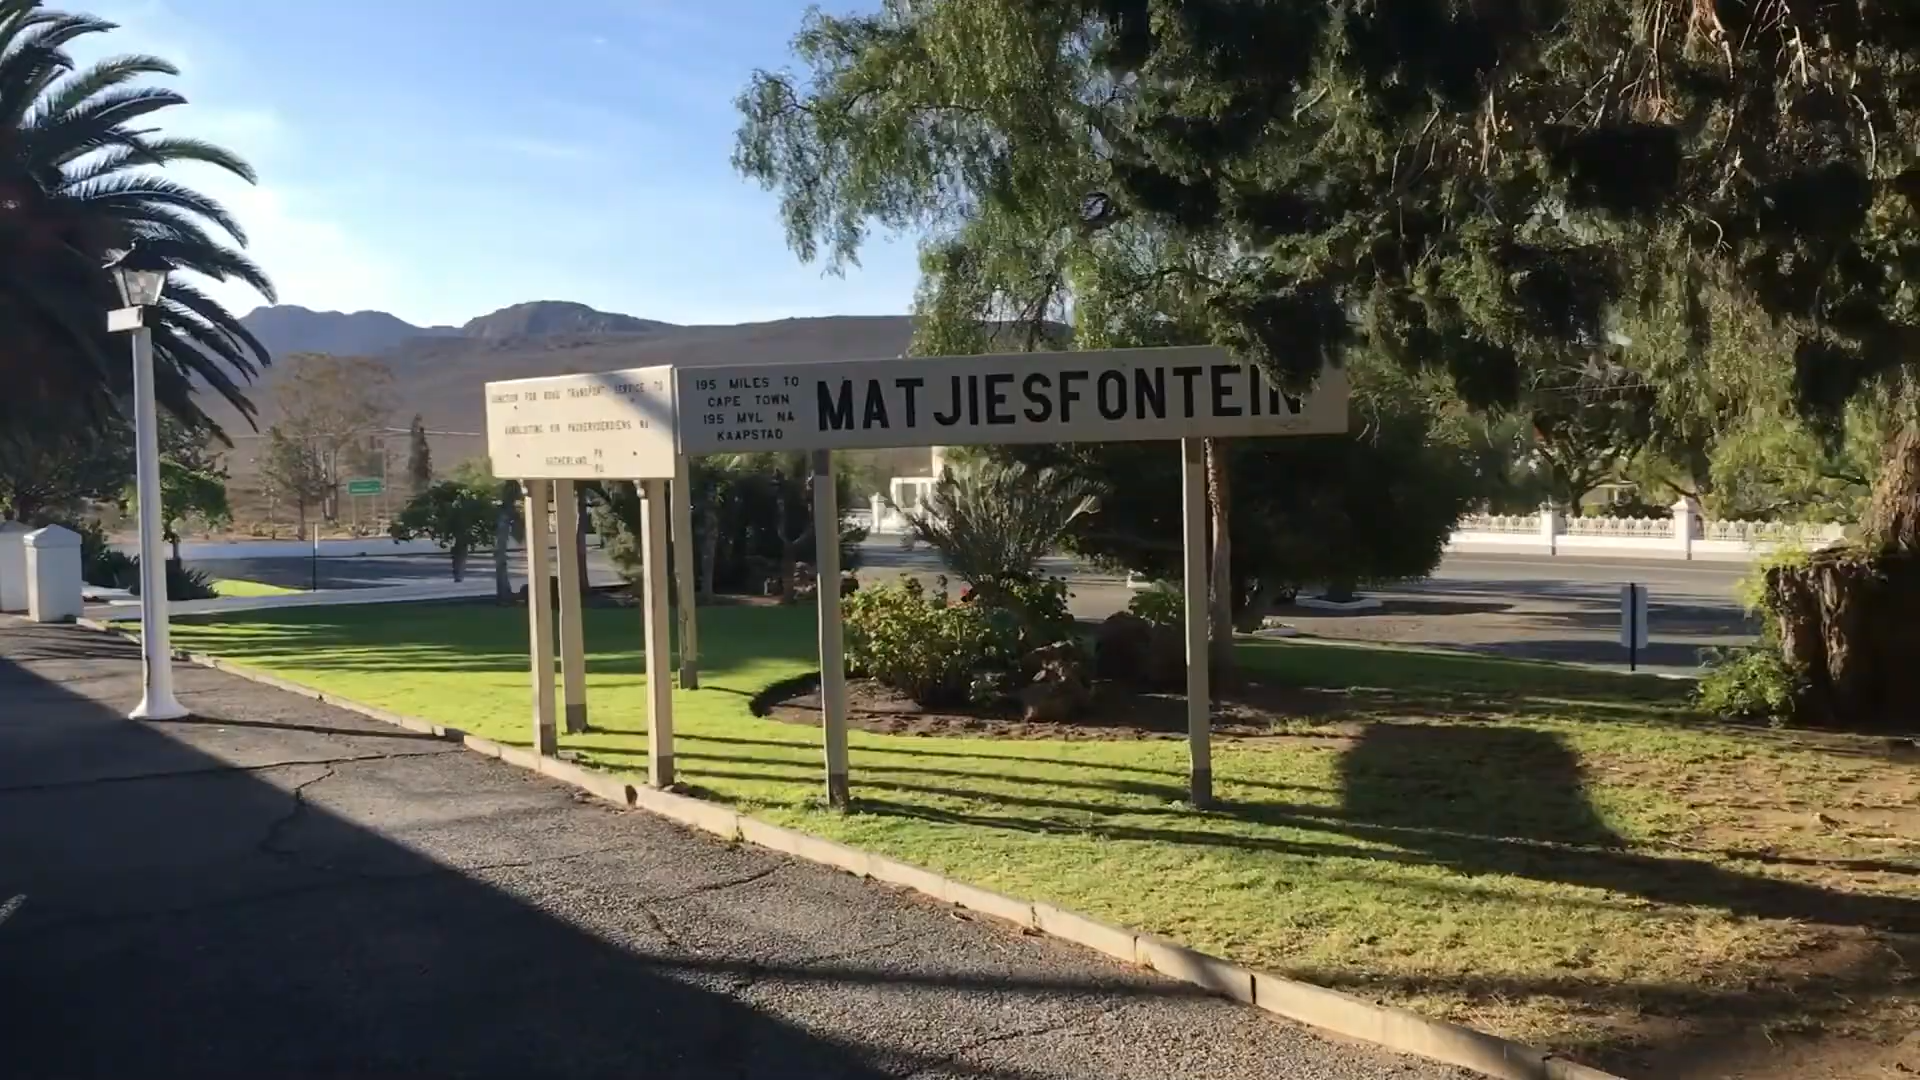 JUNCTION FOR ROAD TRANSPORT SERVICE TO
AANSLUITING VIR PADVERVOERDIENS NA
SUTHERLAND
195 MILES TO
CAPE TOWN
195 MYL NA
KAAPSTAD
MATJIESFONTEIN